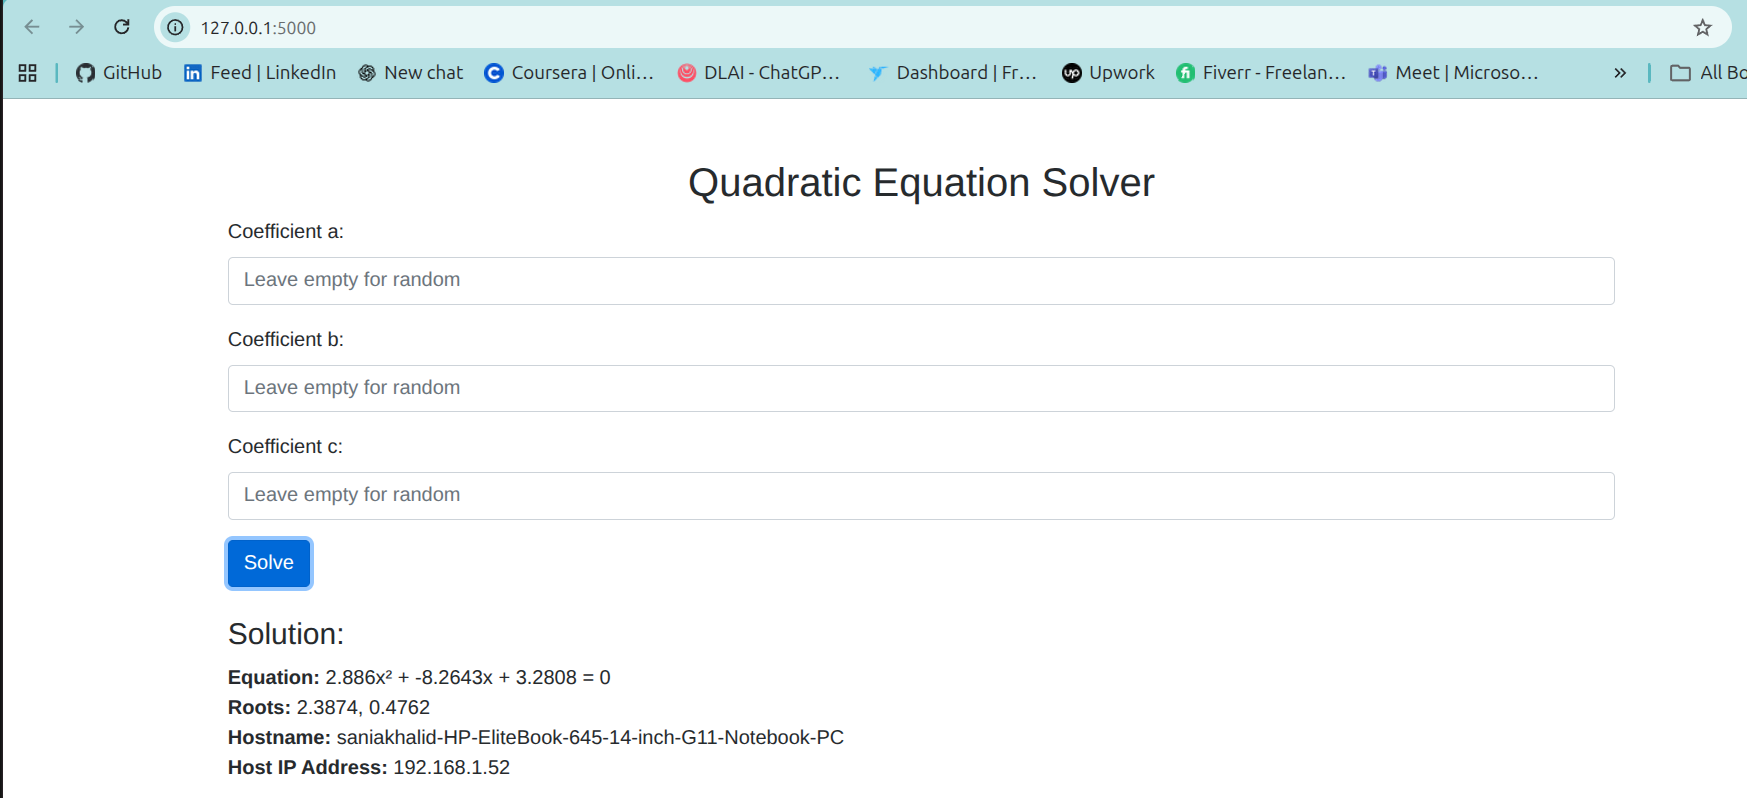 127.0.0.1:5000
GitHub Feed | LinkedIn New chat Coursera | Onli... DLAI - ChatGP... Dashboard | Fr... up Upwork fi Fiverr - Freelan... Meet | Microso... » All Bo
Quadratic Equation Solver
Coefficient a:
Leave empty for random
Coefficient b:
Leave empty for random
Coefficient c:
Leave empty for random
Solve
Solution:
Equation: 2.886x² + -8.2643x + 3.2808 = 0
Roots: 2.3874, 0.4762
Hostname: saniakhalid-HP-EliteBook-645-14-inch-G11-Notebook-PC
Host IP Address: 192.168.1.52